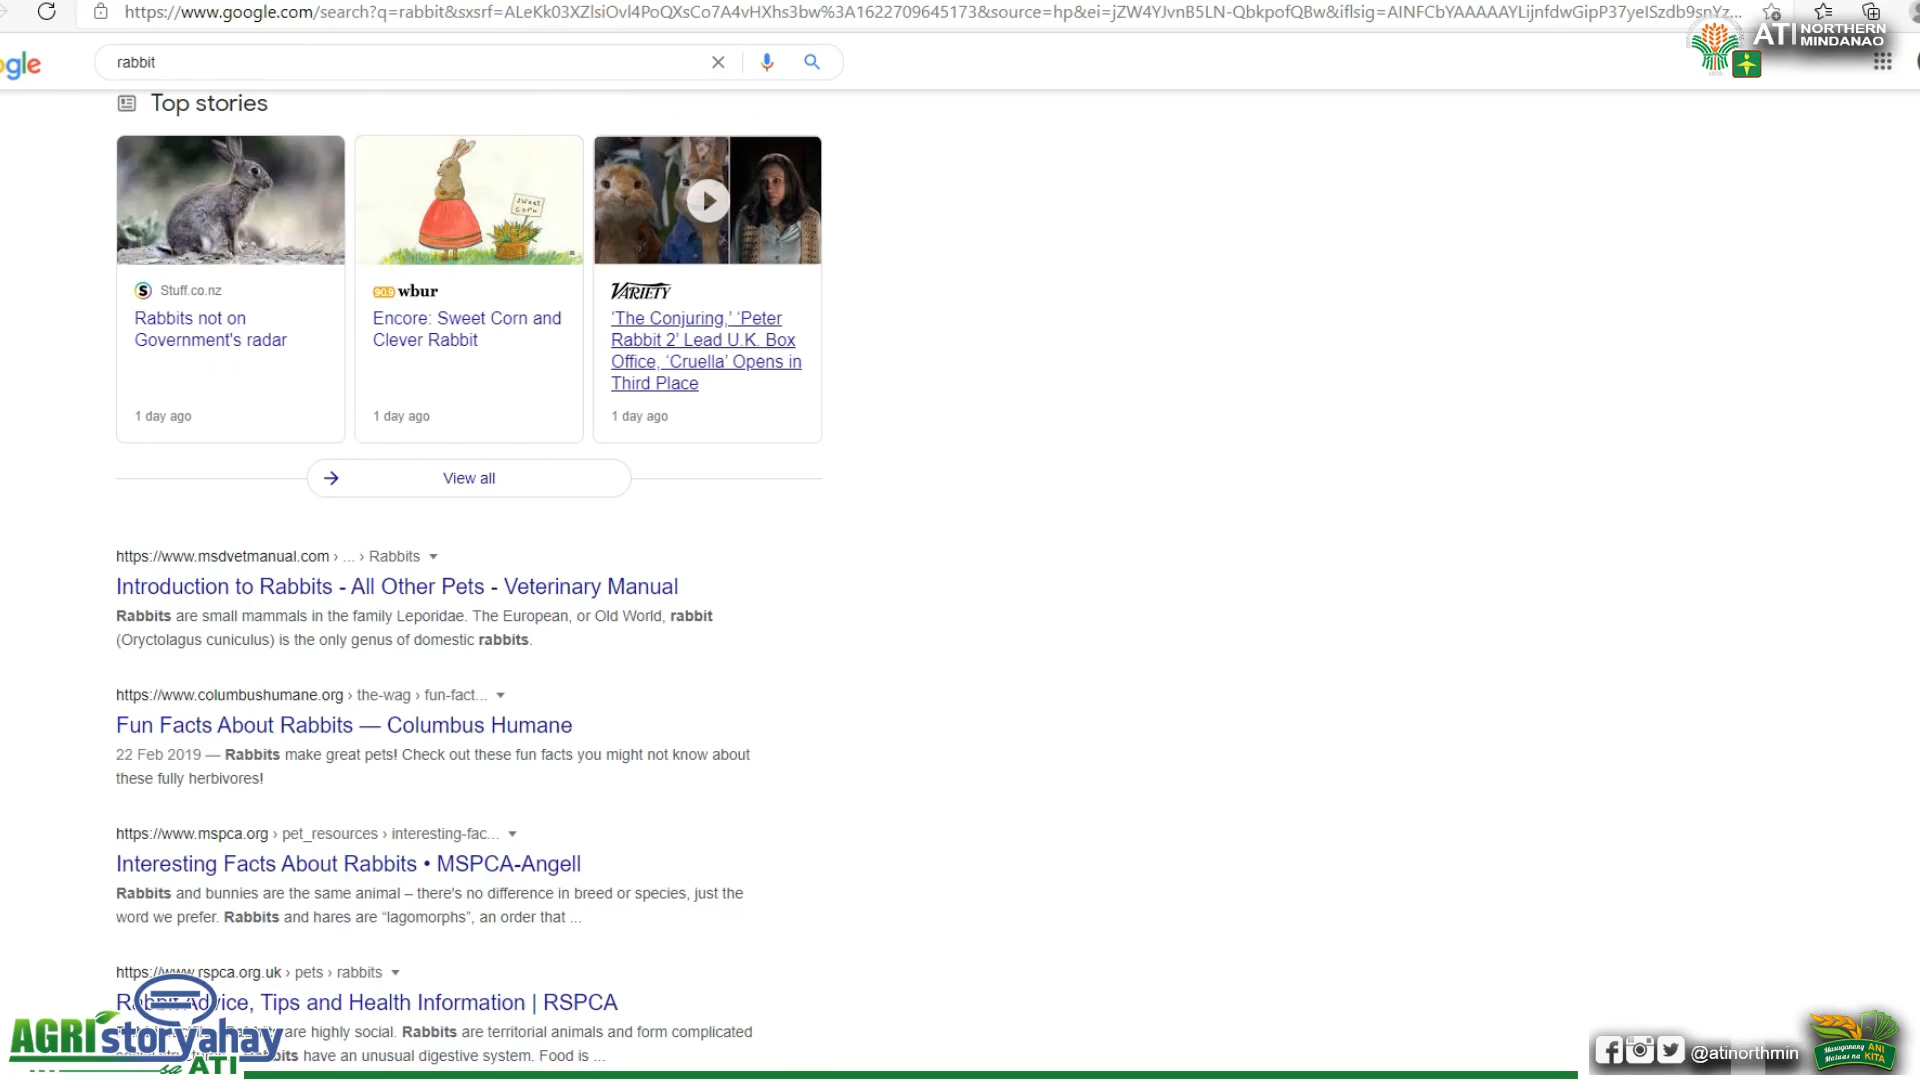 https://www.google.com/search?q=rabbit&sxsrf=ALeKk03XZlsiOvl4PoQXsCo7A4vHXhs3bw%3A1622709645173&source=hp&ei=jZW4YJvnB5LN-QbkpofQBw&iflsig=AINFCbYAAAAAYLijnfdwGipP37yeISzdb9snYz...
ATI NORTHERN MINDANAO
ogle
rabbit
Top stories
sweet corn
Stuff.co.nz
Rabbits not on
Government's radar
1 day ago
90.9 wbur
Encore: Sweet Corn and
Clever Rabbit
1 day ago
VARIETY
‘The Conjuring,’ ‘Peter
Rabbit 2’ Lead U.K. Box
Office, ‘Cruella’ Opens in
Third Place
1 day ago
View all
https://www.msdvetmanual.com › ... › Rabbits
Introduction to Rabbits - All Other Pets - Veterinary Manual
Rabbits are small mammals in the family Leporidae. The European, or Old World, rabbit
(Oryctolagus cuniculus) is the only genus of domestic rabbits.
https://www.columbushumane.org › the-wag › fun-fact...
Fun Facts About Rabbits — Columbus Humane
22 Feb 2019 — Rabbits make great pets! Check out these fun facts you might not know about
these fully herbivores!
https://www.mspca.org › pet_resources › interesting-fac...
Interesting Facts About Rabbits • MSPCA-Angell
Rabbits and bunnies are the same animal – there's no difference in breed or species, just the
word we prefer. Rabbits and hares are “lagomorphs”, an order that ...
https://www.rspca.org.uk › pets › rabbits
Rabbit Advice, Tips and Health Information | RSPCA
are highly social. Rabbits are territorial animals and form complicated
have an unusual digestive system. Food is ...
AGRIstoryahay
sa ATI
@atinorthmin
Masaganang ANI
Mataas na KITA